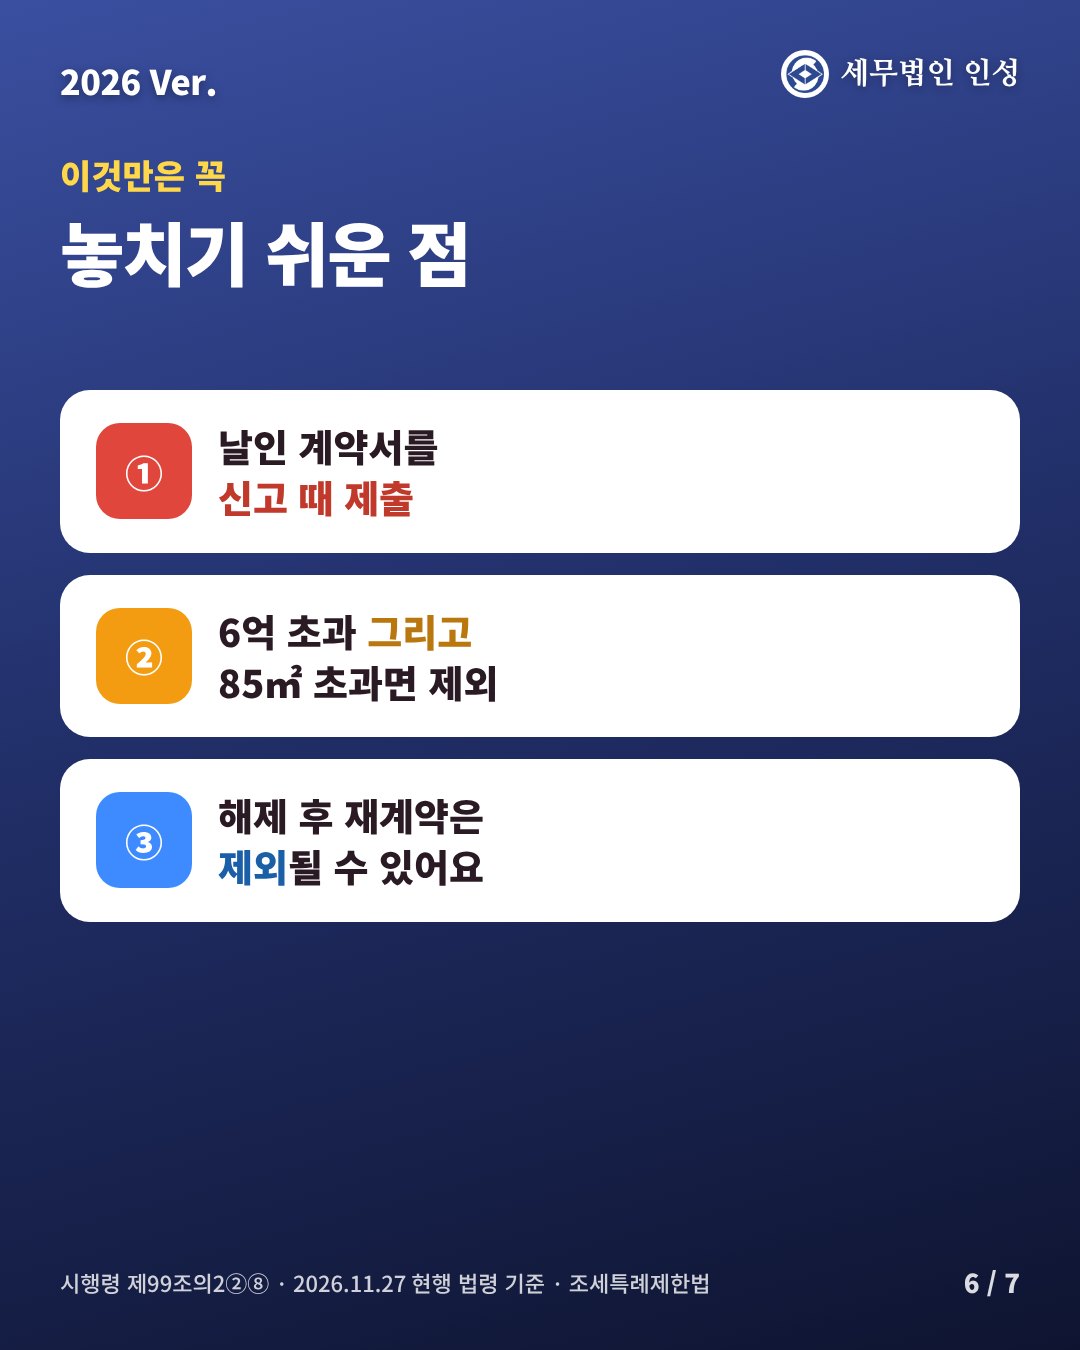 2026 Ver.
세무법인 인성
이것만은 꼭
놓치기 쉬운 점
①
날인 계약서를
신고 때 제출
②
6억 초과 그리고
85㎡ 초과면 제외
③
해제 후 재계약은
제외될 수 있어요
시행령 제99조의2②⑧ · 2026.11.27 현행 법령 기준 · 조세특례제한법
6 / 7